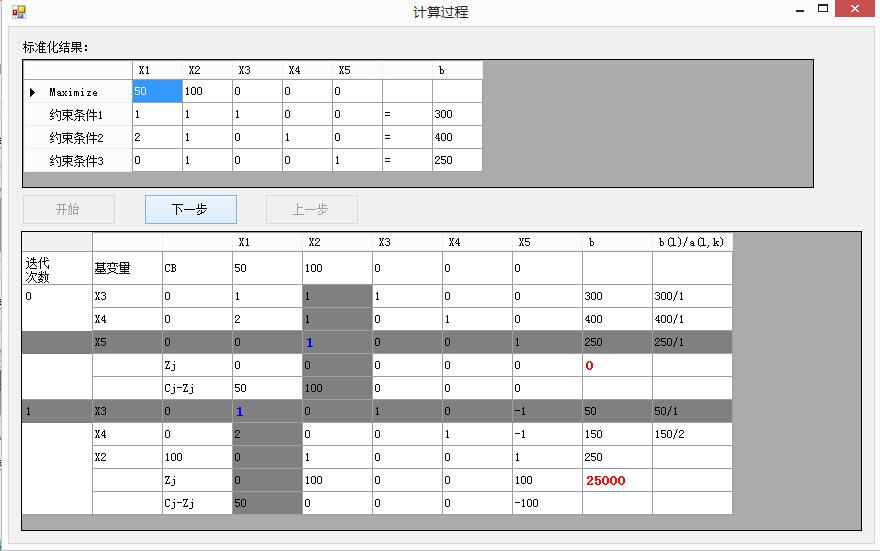 计算过程
标准化结果：
X1 X2 X3 X4 X5 b
Maximize 50 100 0 0 0
约束条件1 1 1 1 0 0 = 300
约束条件2 2 1 0 1 0 = 400
约束条件3 0 1 0 0 1 = 250
开始 下一步 上一步
X1 X2 X3 X4 X5 b b(l)/a(l,k)
迭代
次数 基变量 CB 50 100 0 0 0
0 X3 0 1 1 1 0 0 300 300/1
X4 0 2 1 0 1 0 400 400/1
X5 0 0 1 0 0 1 250 250/1
Zj 0 0 0 0 0 0
Cj-Zj 50 100 0 0 0
1 X3 0 1 0 1 0 -1 50 50/1
X4 0 2 0 0 1 -1 150 150/2
X2 100 0 1 0 0 1 250
Zj 0 100 0 0 100 25000
Cj-Zj 50 0 0 0 -100